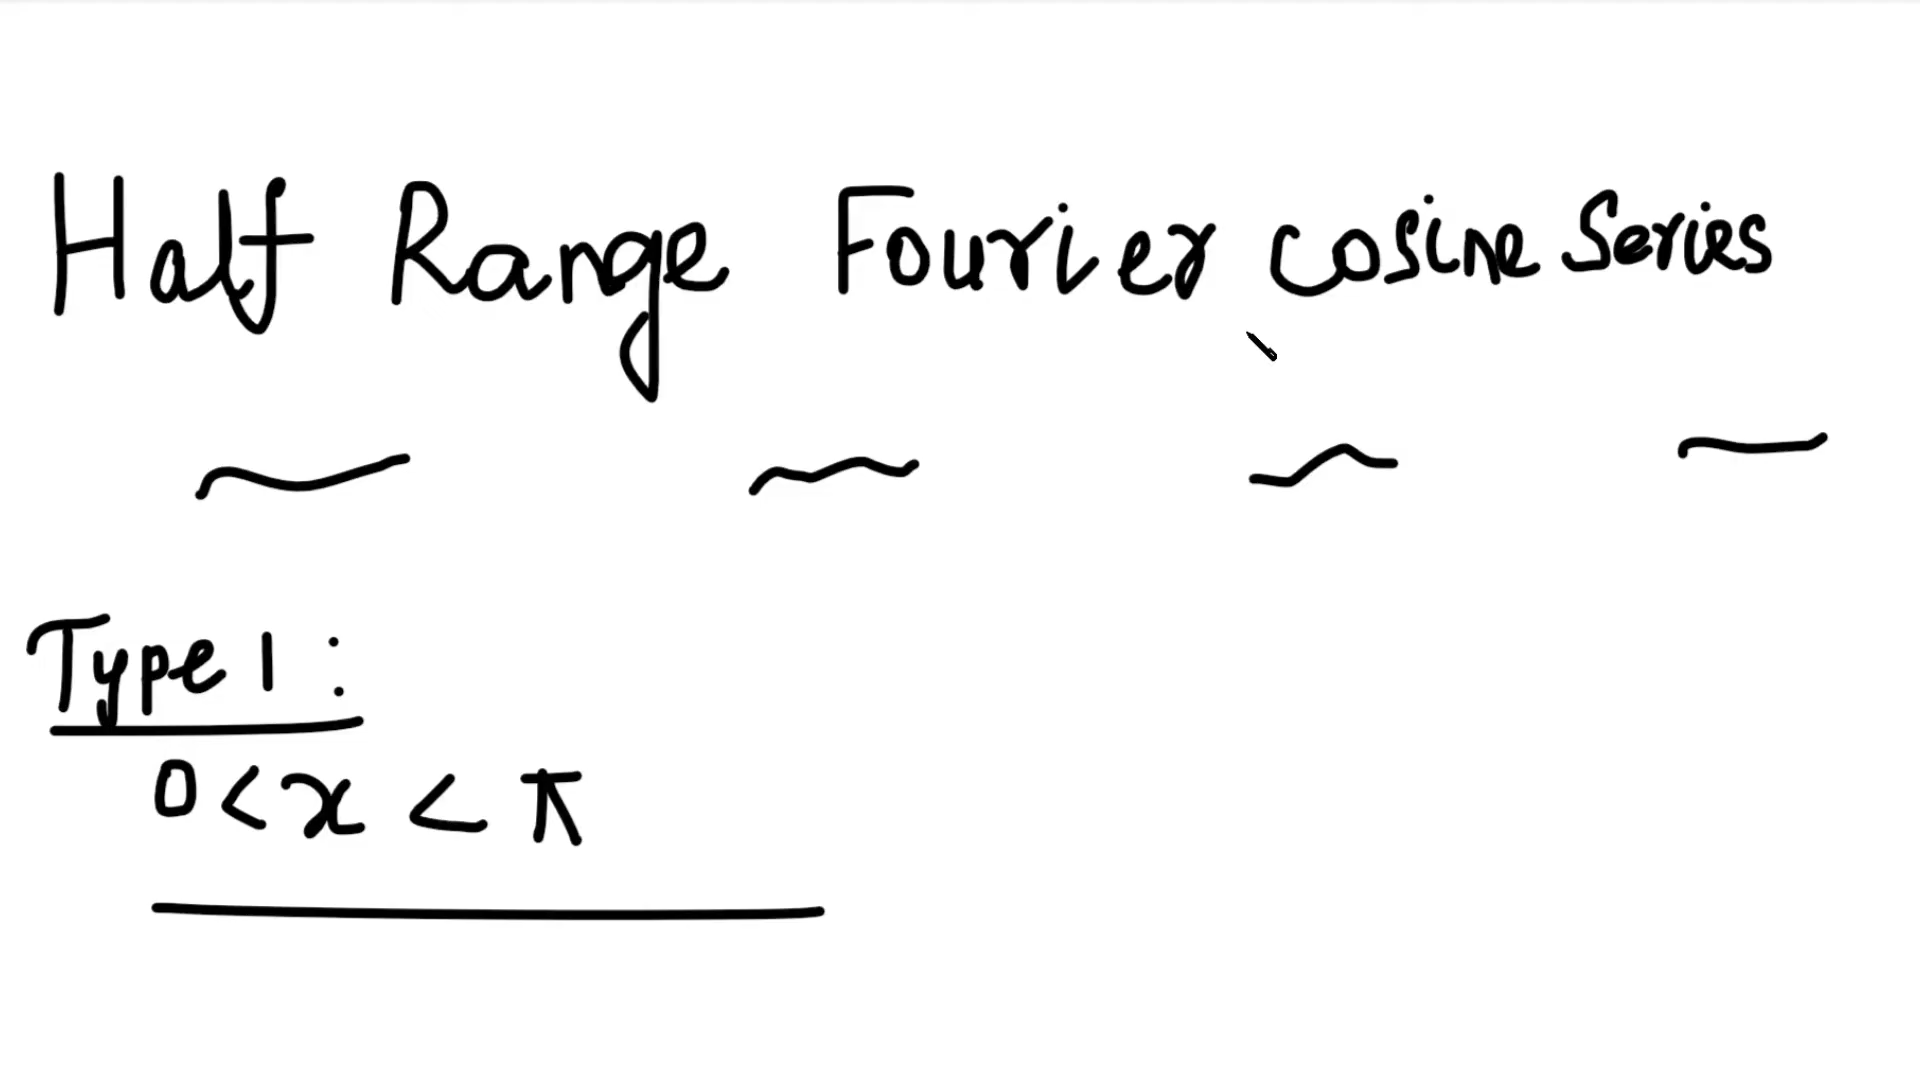 Half Range Fourier cosine Series
Type 1 :
0 < x < π